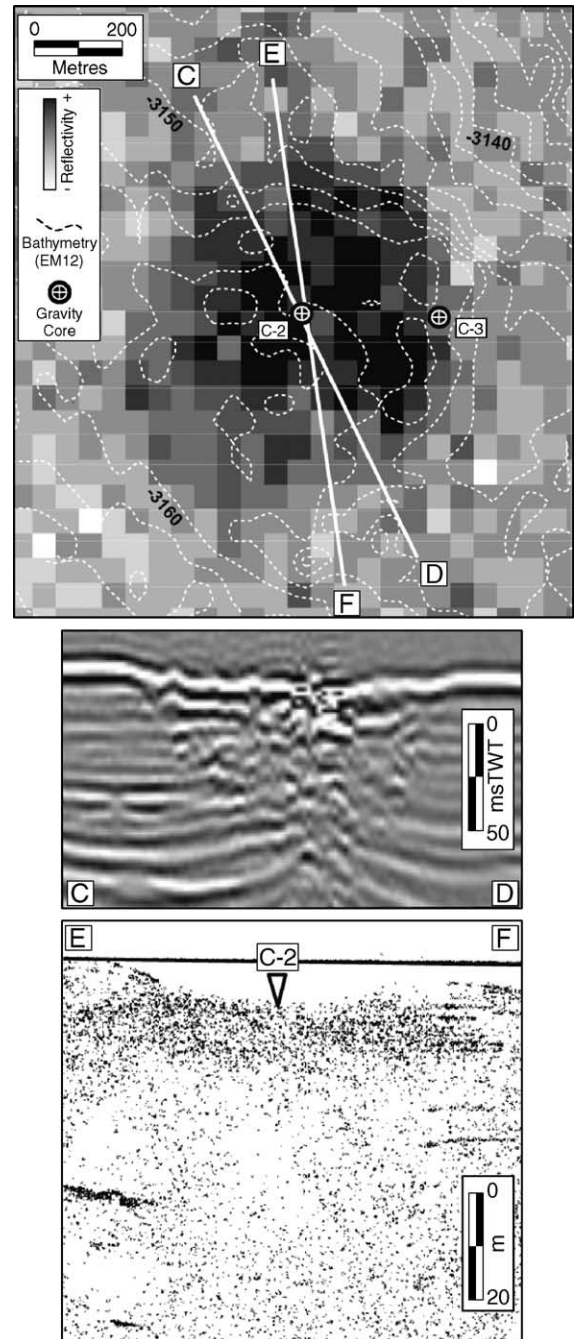 0 200
Metres
- Reflectivity +
Bathymetry
(EM12)
Gravity
Core
C
E
-3150
-3140
C-2
C-3
-3160
D
F
0
msTWT
50
C
D
E
F
C-2
0
m
20